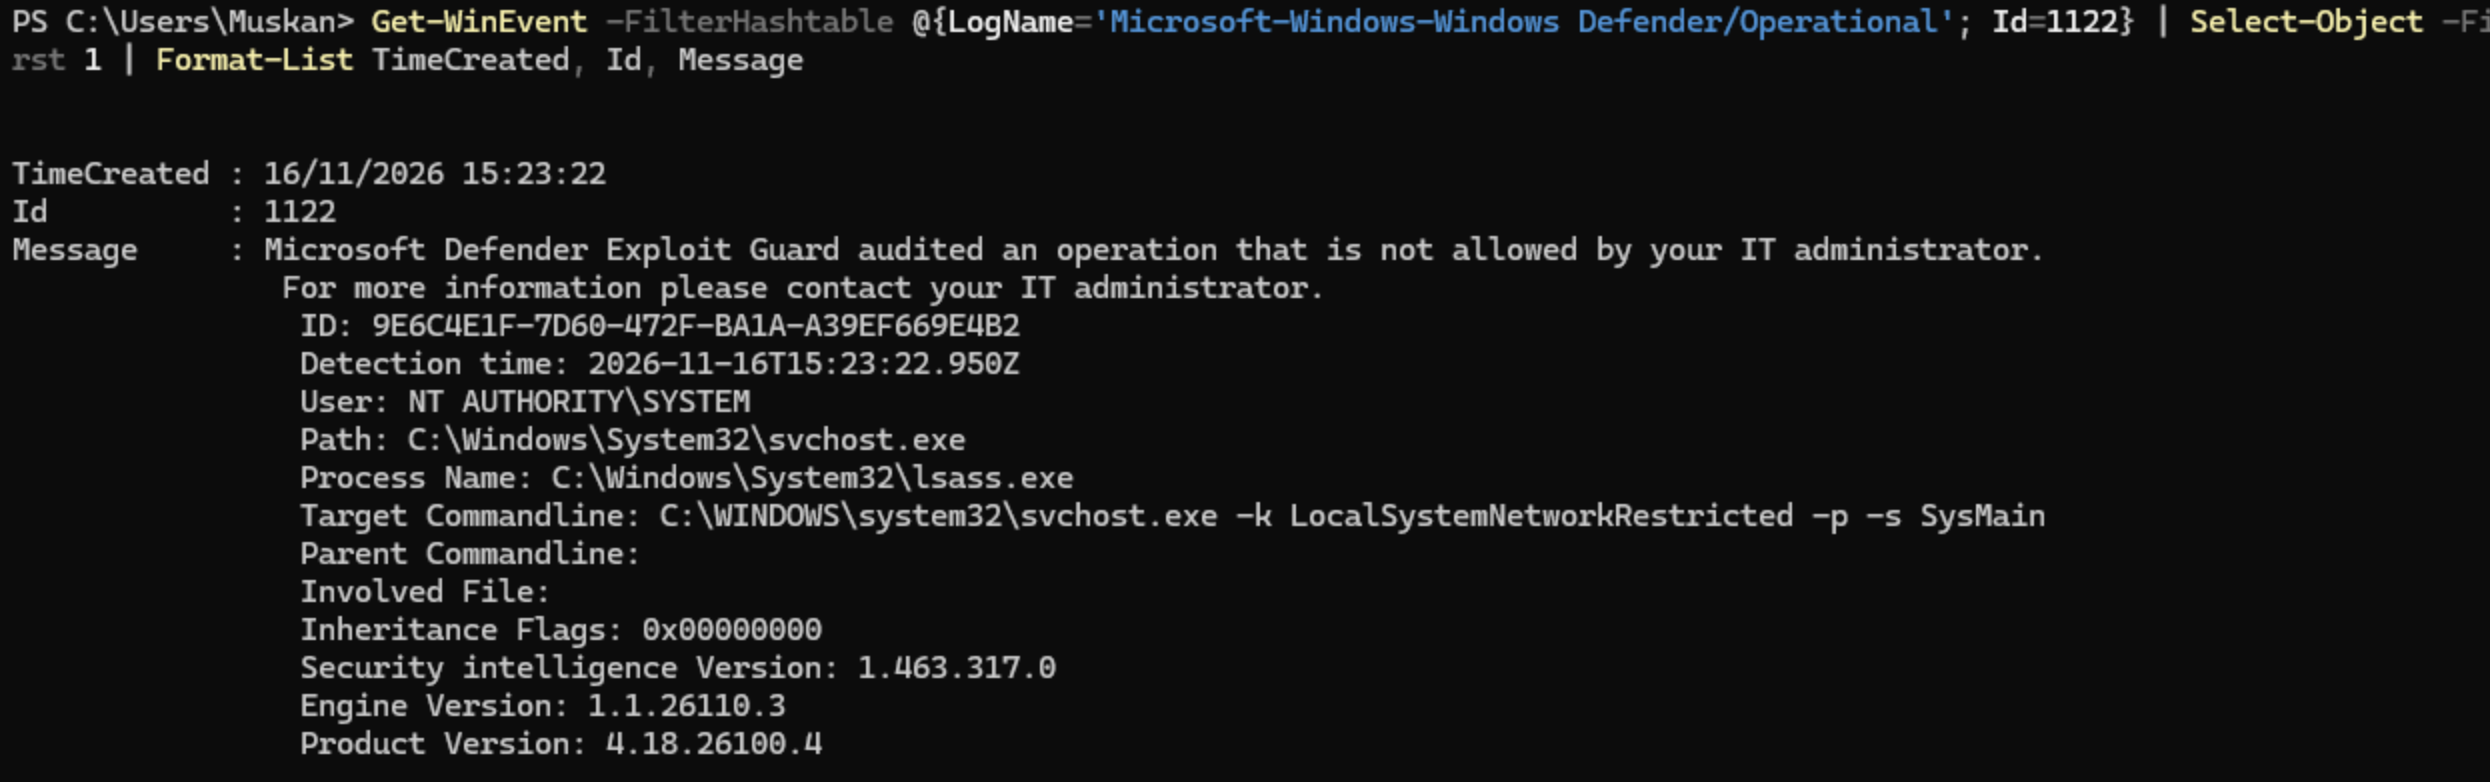 PS C:\Users\Muskan> Get-WinEvent -FilterHashtable @{LogName='Microsoft-Windows-Windows Defender/Operational'; Id=1122} | Select-Object -Fi
rst 1 | Format-List TimeCreated, Id, Message
TimeCreated : 16/11/2026 15:23:22
Id : 1122
Message : Microsoft Defender Exploit Guard audited an operation that is not allowed by your IT administrator.
For more information please contact your IT administrator.
ID: 9E6C4E1F-7D60-472F-BA1A-A39EF669E4B2
Detection time: 2026-11-16T15:23:22.950Z
User: NT AUTHORITY\SYSTEM
Path: C:\Windows\System32\svchost.exe
Process Name: C:\Windows\System32\lsass.exe
Target Commandline: C:\WINDOWS\system32\svchost.exe -k LocalSystemNetworkRestricted -p -s SysMain
Parent Commandline:
Involved File:
Inheritance Flags: 0x00000000
Security intelligence Version: 1.463.317.0
Engine Version: 1.1.26110.3
Product Version: 4.18.26100.4